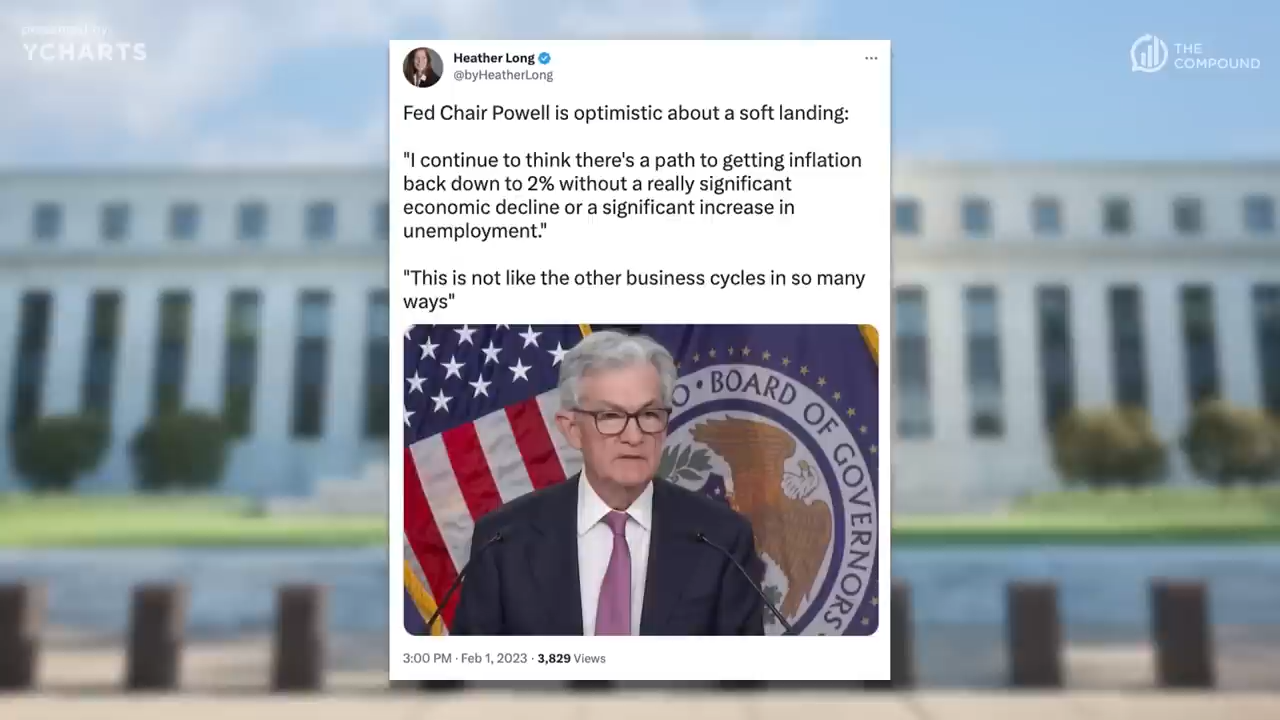 presented by
YCHARTS
THE
COMPOUND
Heather Long
@byHeatherLong
Fed Chair Powell is optimistic about a soft landing:
"I continue to think there's a path to getting inflation
back down to 2% without a really significant
economic decline or a significant increase in
unemployment."
"This is not like the other business cycles in so many
ways"
O • BOARD OF GOVERNORS
3:00 PM · Feb 1, 2023 · 3,829 Views